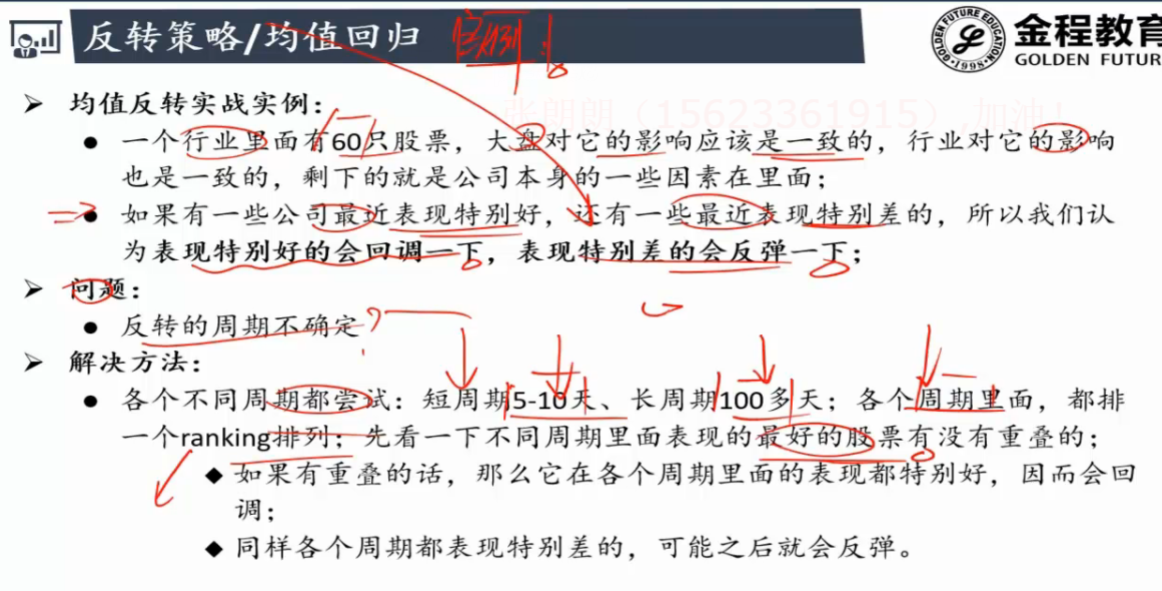 反转策略/均值回归 案例:
金程教育
GOLDEN FUTURE EDUCATION
·1998·
GOLDEN FUTUR
张朗朗（15623361915）,加油！
➢ 均值反转实战实例：
● 一个行业里面有60只股票，大盘对它的影响应该是一致的，行业对它的影响
也是一致的，剩下的就是公司本身的一些因素在里面；
● 如果有一些公司最近表现特别好，还有一些最近表现特别差的，所以我们认
为表现特别好的会回调一下，表现特别差的会反弹一下；
➢ 问题：
● 反转的周期不确定?
➢ 解决方法：
● 各个不同周期都尝试：短周期5-10天、长周期100多天；各个周期里面，都排
一个ranking排列；先看一下不同周期里面表现的最好的股票有没有重叠的；
◆ 如果有重叠的话，那么它在各个周期里面的表现都特别好，因而会回
调；
◆ 同样各个周期都表现特别差的，可能之后就会反弹。